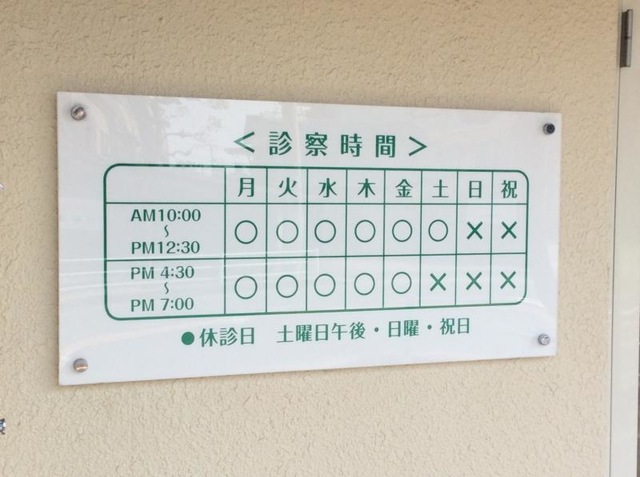 ＜診察時間＞
月 火 水 木 金 土 日 祝
AM10:00 〜 PM12:30 ○ ○ ○ ○ ○ ○ × ×
PM 4:30 〜 PM 7:00 ○ ○ ○ ○ ○ × × ×
●休診日 土曜日午後・日曜・祝日